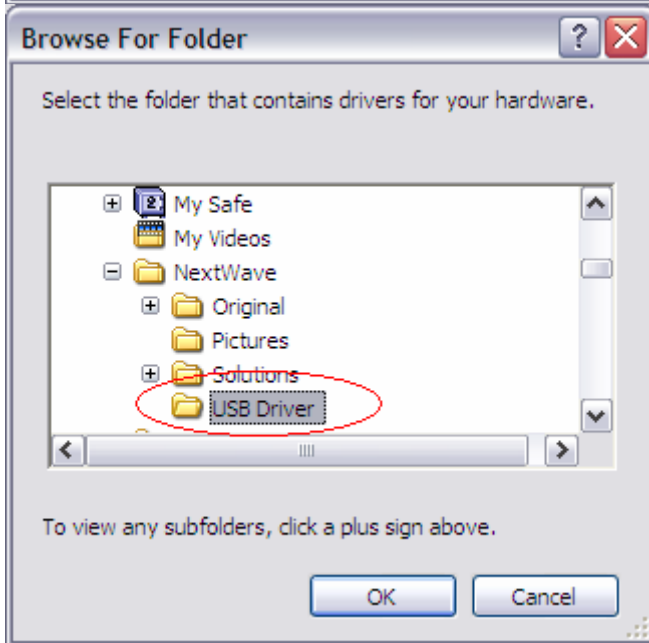 Browse For Folder
Select the folder that contains drivers for your hardware.
My Safe
My Videos
NextWave
Original
Pictures
Solutions
USB Driver
To view any subfolders, click a plus sign above.
OK Cancel